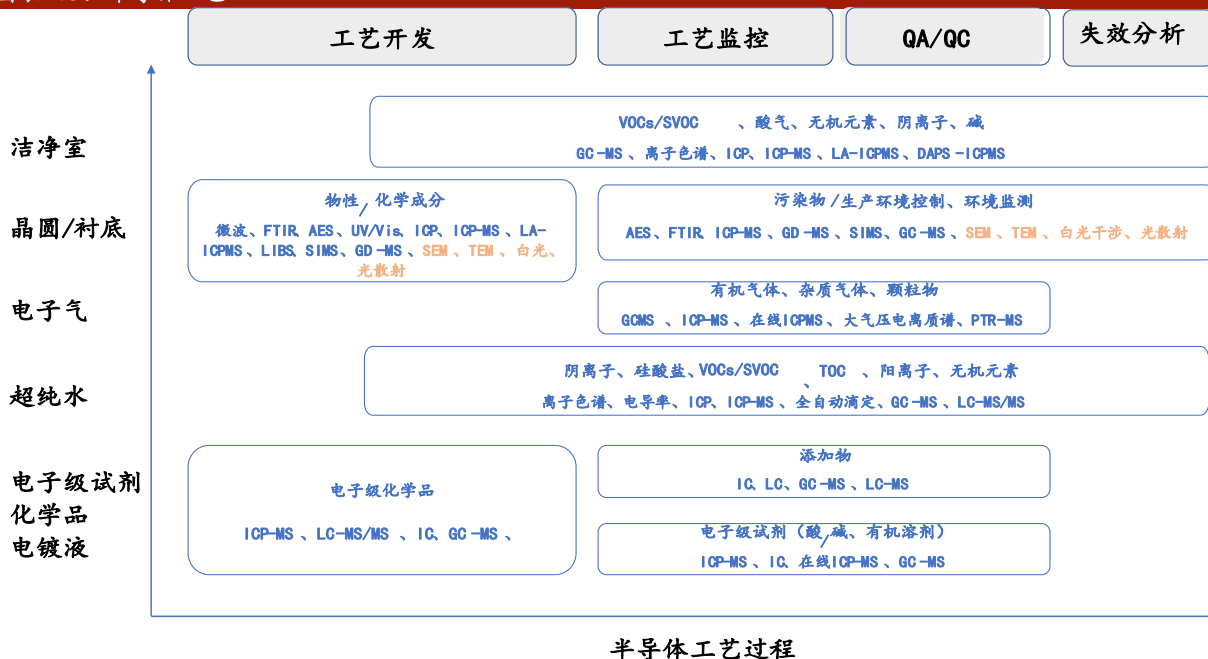 工艺开发
工艺监控
QA/QC
失效分析
洁净室
VOCs/SVOC 、酸气、无机元素、阴离子、碱
GC-MS、离子色谱、ICP、ICP-MS、LA-ICPMS、DAPS-ICPMS
晶圆/衬底
物性/化学成分
微波、FTIR、AES、UV/Vis、ICP、ICP-MS、LA-
ICPMS、LIBS、SIMS、GD-MS、SEM、TEM、白光、
光散射
污染物/生产环境控制、环境监测
AES、FTIR、ICP-MS、GD-MS、SIMS、GC-MS、SEM、TEM、白光干涉、光散射
电子气
有机气体、杂质气体、颗粒物
GCMS、ICP-MS、在线ICPMS、大气压电离质谱、PTR-MS
超纯水
阴离子、硅酸盐、VOCs/SVOC、TOC、阳离子、无机元素
离子色谱、电导率、ICP、ICP-MS、全自动滴定、GC-MS、LC-MS/MS
电子级试剂
化学品
电镀液
电子级化学品
ICP-MS、LC-MS/MS、IC、GC-MS、
添加物
IC、LC、GC-MS、LC-MS
电子级试剂（酸/碱、有机溶剂）
ICP-MS、IC、在线ICP-MS、GC-MS
半导体工艺过程